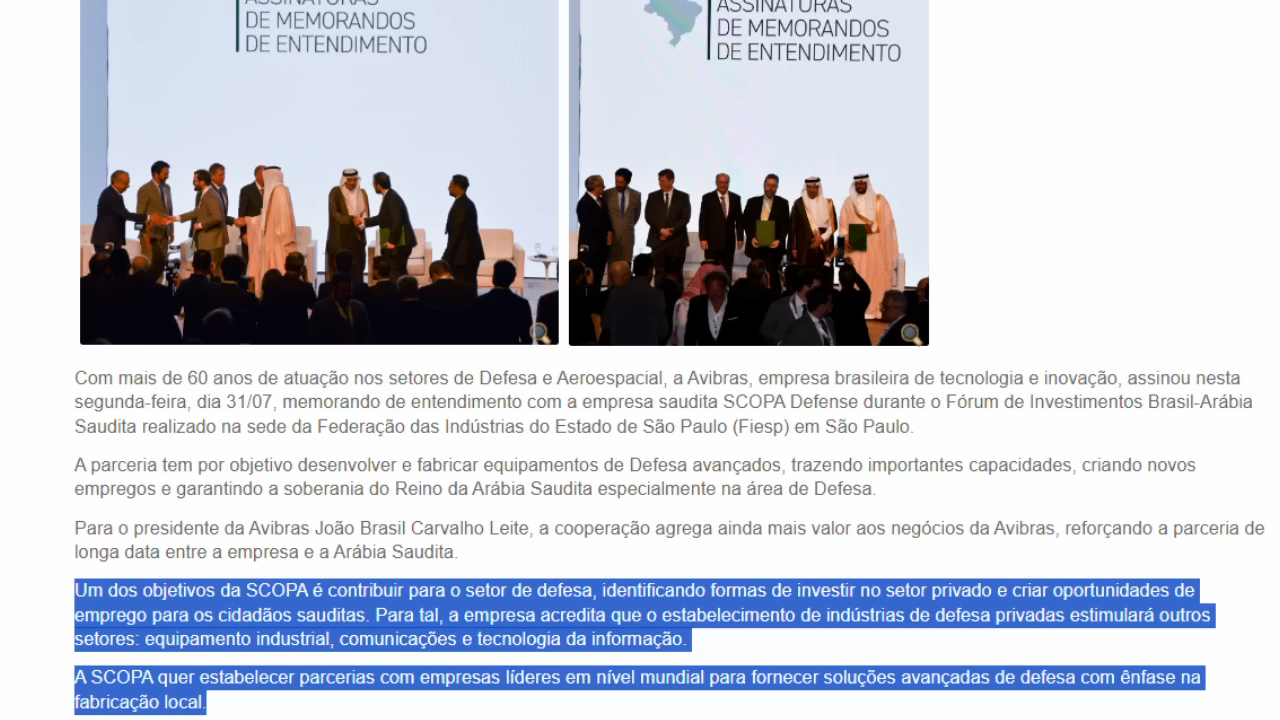 ASSINATURAS
DE MEMORANDOS
DE ENTENDIMENTO
ASSINATURAS
DE MEMORANDOS
DE ENTENDIMENTO
Com mais de 60 anos de atuação nos setores de Defesa e Aeroespacial, a Avibras, empresa brasileira de tecnologia e inovação, assinou nesta
segunda-feira, dia 31/07, memorando de entendimento com a empresa saudita SCOPA Defense durante o Fórum de Investimentos Brasil-Arábia
Saudita realizado na sede da Federação das Indústrias do Estado de São Paulo (Fiesp) em São Paulo.
A parceria tem por objetivo desenvolver e fabricar equipamentos de Defesa avançados, trazendo importantes capacidades, criando novos
empregos e garantindo a soberania do Reino da Arábia Saudita especialmente na área de Defesa.
Para o presidente da Avibras João Brasil Carvalho Leite, a cooperação agrega ainda mais valor aos negócios da Avibras, reforçando a parceria de
longa data entre a empresa e a Arábia Saudita.
Um dos objetivos da SCOPA é contribuir para o setor de defesa, identificando formas de investir no setor privado e criar oportunidades de
emprego para os cidadãos sauditas. Para tal, a empresa acredita que o estabelecimento de indústrias de defesa privadas estimulará outros
setores: equipamento industrial, comunicações e tecnologia da informação.
A SCOPA quer estabelecer parcerias com empresas líderes em nível mundial para fornecer soluções avançadas de defesa com ênfase na
fabricação local.